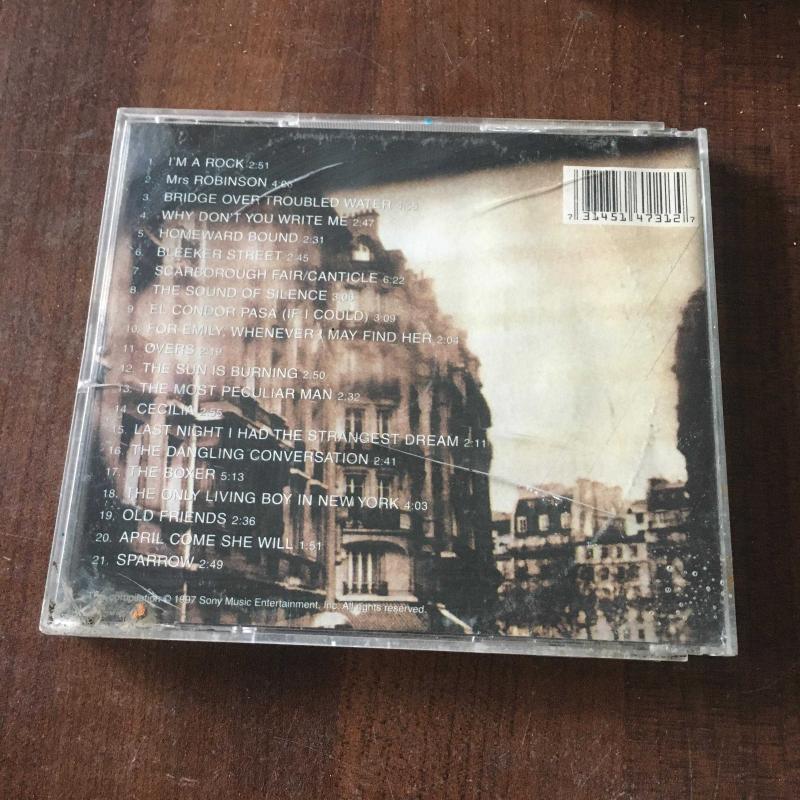 1. I'M A ROCK 2:51
2. Mrs ROBINSON
3. BRIDGE OVER TROUBLED WATER
4. WHY DON'T YOU WRITE ME 2:47
5. HOMEWARD BOUND 2:31
6. BLEEKER STREET 2:45
7. SCARBOROUGH FAIR/CANTICLE 6:22
8. THE SOUND OF SILENCE
9. EL CONDOR PASA (IF I COULD) 3:09
10. FOR EMILY, WHENEVER I MAY FIND HER 2:04
11. OVERS 2:19
12. THE SUN IS BURNING 2:50
13. THE MOST PECULIAR MAN 2:32
14. CECILIA 2:55
15. LAST NIGHT I HAD THE STRANGEST DREAM 2:11
16. THE DANGLING CONVERSATION 2:41
17. THE BOXER 5:13
18. THE ONLY LIVING BOY IN NEW YORK 4:03
19. OLD FRIENDS 2:36
20. APRIL COME SHE WILL 1:51
21. SPARROW 2:49
This compilation © 1997 Sony Music Entertainment, Inc. All rights reserved.
7 31451 47312 7